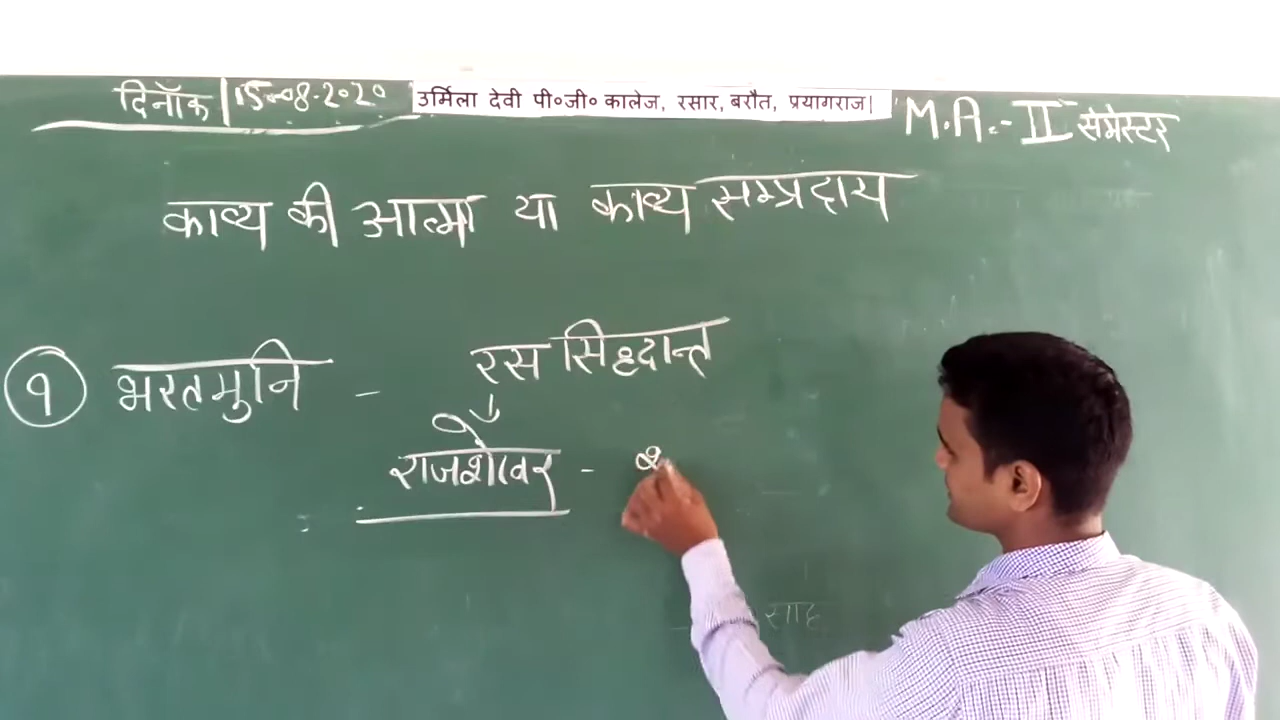 दिनॉक | 15-08-2020
उर्मिला देवी पी०जी० कालेज, रसार, बरौत, प्रयागराज|
M.A.-II सेमेस्टर
काव्य की आत्मा या काव्य सम्प्रदाय
१ भरतमुनि - रस सिद्धान्त
राजशेखर -